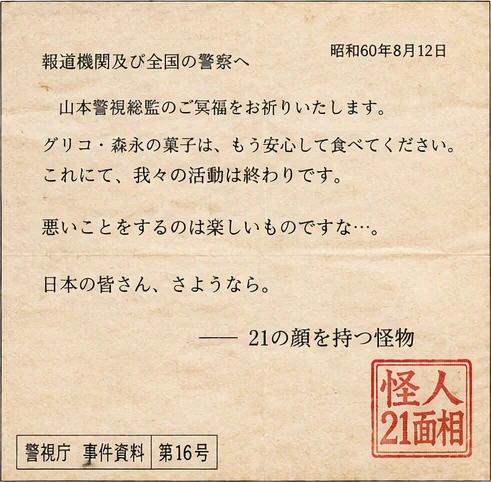 昭和60年8月12日
報道機関及び全国の警察へ
山本警視総監のご冥福をお祈りいたします。
グリコ・森永の菓子は、もう安心して食べてください。
これにて、我々の活動は終わりです。
悪いことをするのは楽しいものですな…。
日本の皆さん、さようなら。
—— 21の顔を持つ怪物
怪人
21面相
警視庁 事件資料 第16号